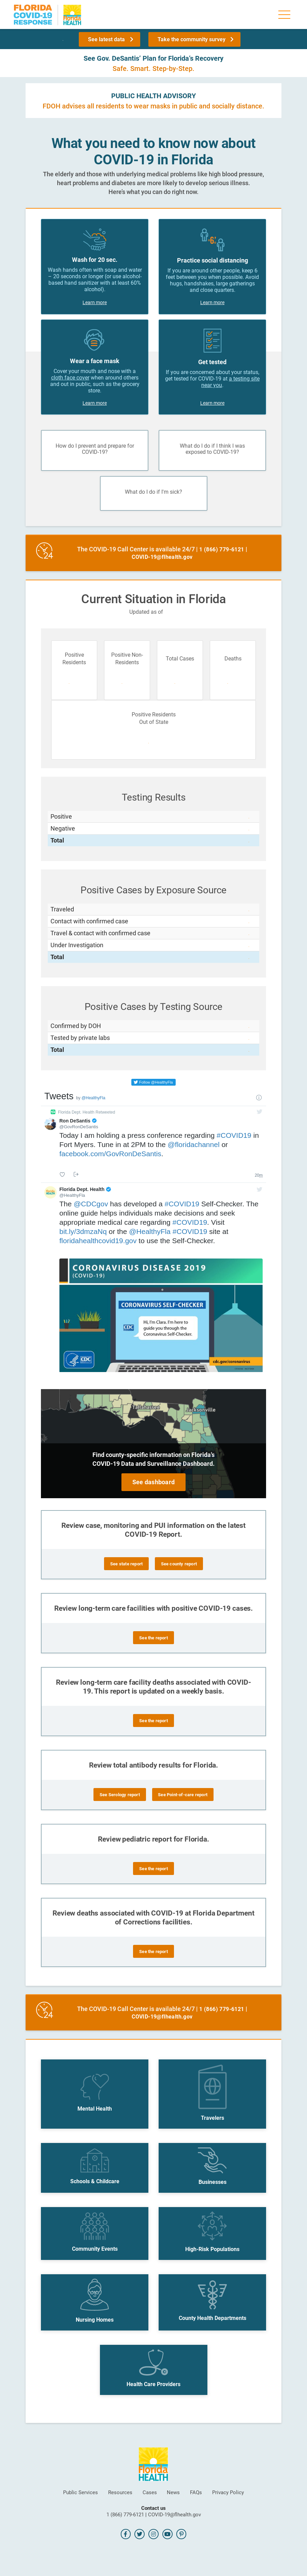 FLORIDA
COVID-19
RESPONSE
Florida
HEALTH
See latest data
Take the community survey
See Gov. DeSantis' Plan for Florida's Recovery
Safe. Smart. Step-by-Step.
PUBLIC HEALTH ADVISORY
FDOH advises all residents to wear masks in public and socially distance.
What you need to know now about
COVID-19 in Florida
The elderly and those with underlying medical problems like high blood pressure,
heart problems and diabetes are more likely to develop serious illness.
Here's what you can do right now.
Wash for 20 sec.
Wash hands often with soap and water
– 20 seconds or longer (or use alcohol-
based hand sanitizer with at least 60%
alcohol).
Learn more
Practice social distancing
If you are around other people, keep 6
feet between you when possible. Avoid
hugs, handshakes, large gatherings
and close quarters.
Learn more
Wear a face mask
Cover your mouth and nose with a
cloth face cover when around others
and out in public, such as the grocery
store.
Learn more
Get tested
If you are concerned about your status,
get tested for COVID-19 at a testing site
near you.
Learn more
How do I prevent and prepare for
COVID-19?
What do I do if I think I was
exposed to COVID-19?
What do I do if I'm sick?
24
The COVID-19 Call Center is available 24/7 | 1 (866) 779-6121 |
COVID-19@flhealth.gov
Current Situation in Florida
Updated as of
Positive
Residents
Positive Non-
Residents
Total Cases
Deaths
Positive Residents
Out of State
Testing Results
Positive
Negative
Total
Positive Cases by Exposure Source
Traveled
Contact with confirmed case
Travel & contact with confirmed case
Under Investigation
Total
Positive Cases by Testing Source
Confirmed by DOH
Tested by private labs
Total
Follow @HealthyFla
Tweets by @HealthyFla
Florida Dept. Health Retweeted
Ron DeSantis
@GovRonDeSantis
Today I am holding a press conference regarding #COVID19 in
Fort Myers. Tune in at 2PM to the @floridachannel or
facebook.com/GovRonDeSantis.
Florida Dept. Health
@HealthyFla
The @CDCgov has developed a #COVID19 Self-Checker. The
online guide helps individuals make decisions and seek
appropriate medical care regarding #COVID19. Visit
bit.ly/3dmzaNq or the @HealthyFla #COVID19 site at
floridahealthcovid19.gov to use the Self-Checker.
CORONAVIRUS DISEASE 2019
(COVID-19)
CORONAVIRUS SELF-CHECKER
Hi, I'm Clara. I'm here to
guide you through the
Coronavirus Self-Checker.
CDC
cdc.gov/coronavirus
Find county-specific information on Florida's
COVID-19 Data and Surveillance Dashboard.
See dashboard
Review case, monitoring and PUI information on the latest
COVID-19 Report.
See state report
See county report
Review long-term care facilities with positive COVID-19 cases.
See the report
Review long-term care facility deaths associated with COVID-
19. This report is updated on a weekly basis.
See the report
Review total antibody results for Florida.
See Serology report
See Point-of-care report
Review pediatric report for Florida.
See the report
Review deaths associated with COVID-19 at Florida Department
of Corrections facilities.
See the report
24
The COVID-19 Call Center is available 24/7 | 1 (866) 779-6121 |
COVID-19@flhealth.gov
Mental Health
Travelers
Schools & Childcare
Businesses
Community Events
High-Risk Populations
Nursing Homes
County Health Departments
Health Care Providers
Florida
HEALTH
Public Services
Resources
Cases
News
FAQs
Privacy Policy
Contact us
1 (866) 779-6121 | COVID-19@flhealth.gov